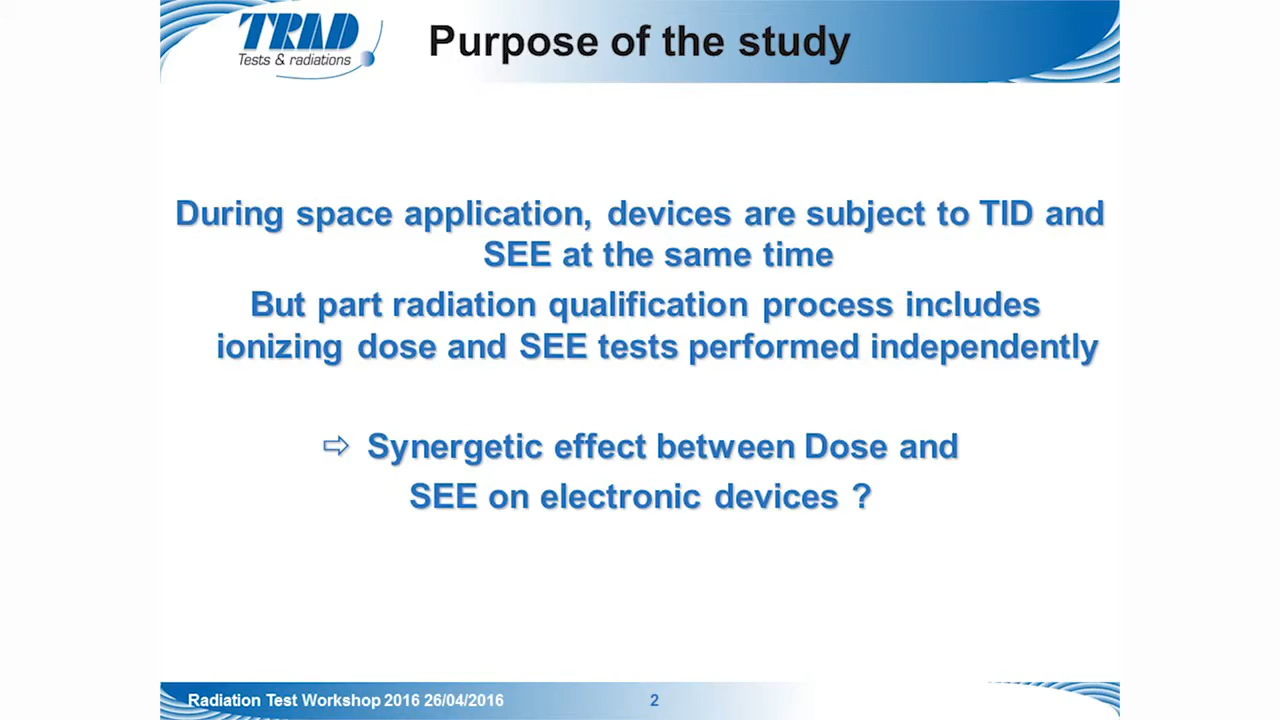 TRAD
Tests & radiations
Purpose of the study
During space application, devices are subject to TID and
SEE at the same time
But part radiation qualification process includes
ionizing dose and SEE tests performed independently
⇨ Synergetic effect between Dose and
SEE on electronic devices ?
Radiation Test Workshop 2016 26/04/2016
2